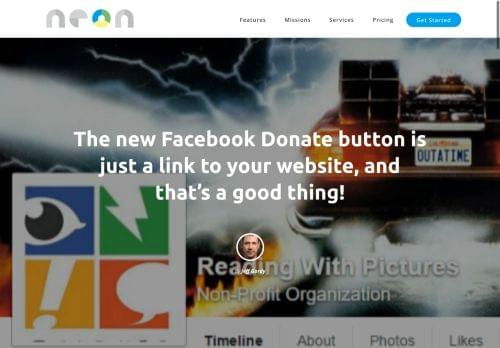 neon
Features
Missions
Services
Pricing
Get Started
CALIFORNIA
OUTATIME
The new Facebook Donate button is
just a link to your website, and
that's a good thing!
Jeff Gordy
Reading With Pictures
Non-Profit Organization
Timeline
About
Photos
Likes